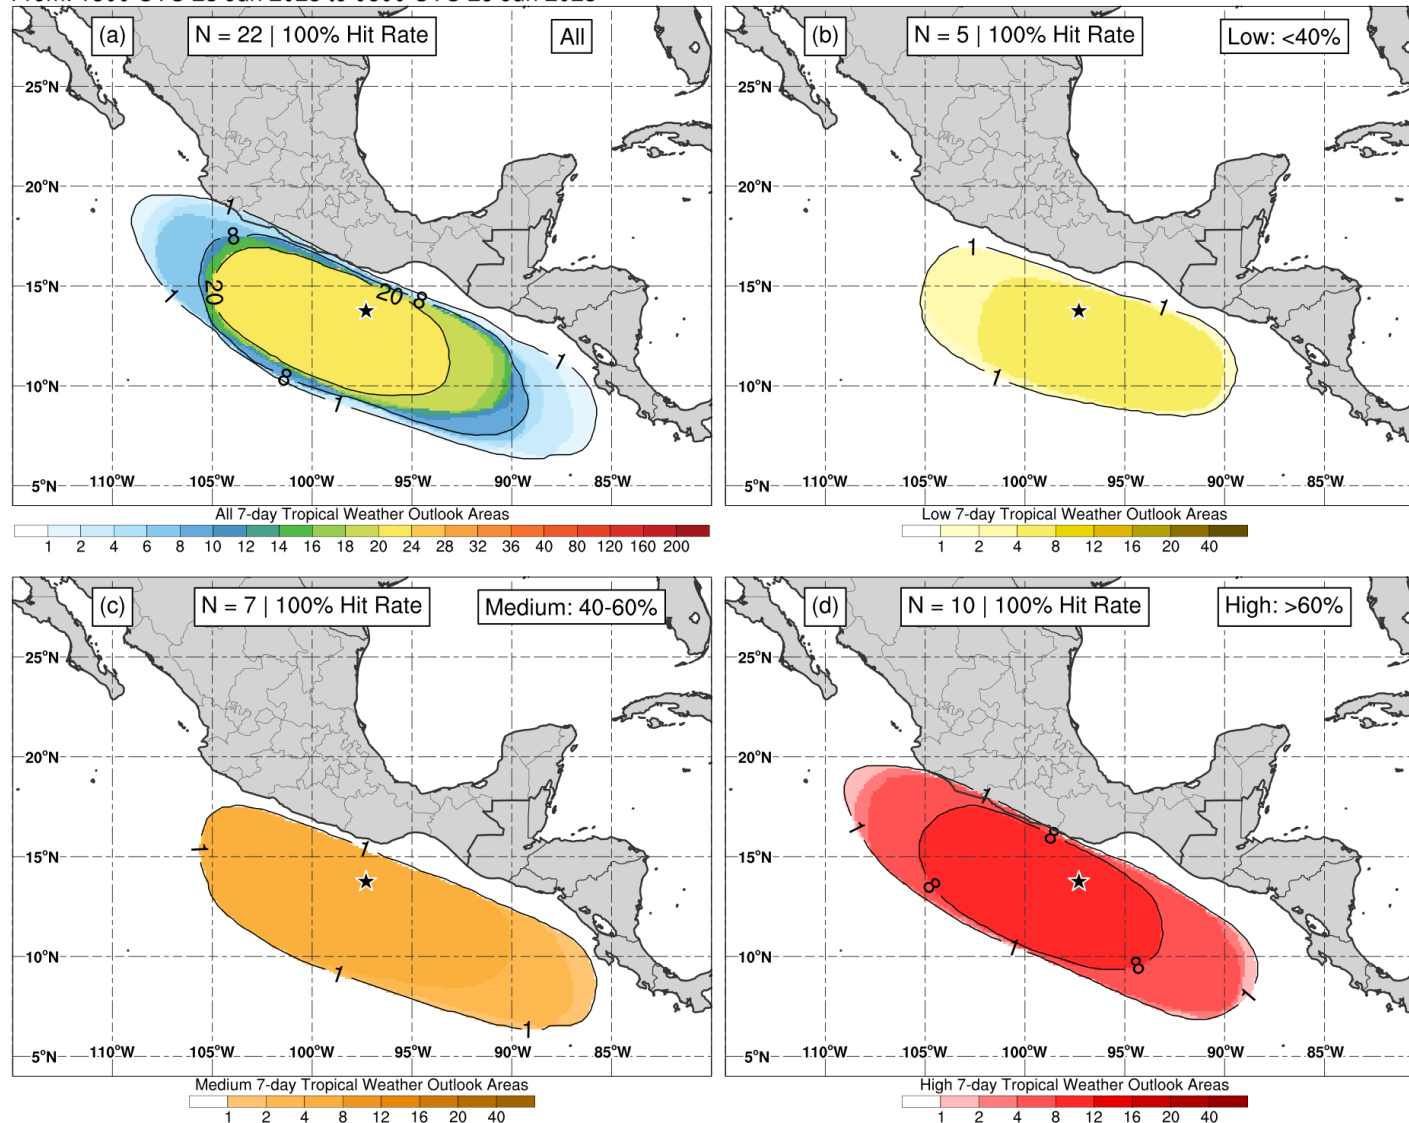 (a) N = 22 | 100% Hit Rate All
25°N
20°N
15°N
10°N
5°N
110°W 105°W 100°W 95°W 90°W 85°W
1 8 20 20 8 1 1 8 1
All 7-day Tropical Weather Outlook Areas
1 2 4 6 8 10 12 14 16 18 20 24 28 32 36 40 80 120 160 200
(b) N = 5 | 100% Hit Rate Low: <40%
25°N
20°N
15°N
10°N
5°N
110°W 105°W 100°W 95°W 90°W 85°W
1 1 1
Low 7-day Tropical Weather Outlook Areas
1 2 4 8 12 16 20 40
(c) N = 7 | 100% Hit Rate Medium: 40-60%
25°N
20°N
15°N
10°N
5°N
110°W 105°W 100°W 95°W 90°W 85°W
1 1 1 1
Medium 7-day Tropical Weather Outlook Areas
1 2 4 8 12 16 20 40
(d) N = 10 | 100% Hit Rate High: >60%
25°N
20°N
15°N
10°N
5°N
110°W 105°W 100°W 95°W 90°W 85°W
1 1 8 8 1 8 1
High 7-day Tropical Weather Outlook Areas
1 2 4 8 12 16 20 40